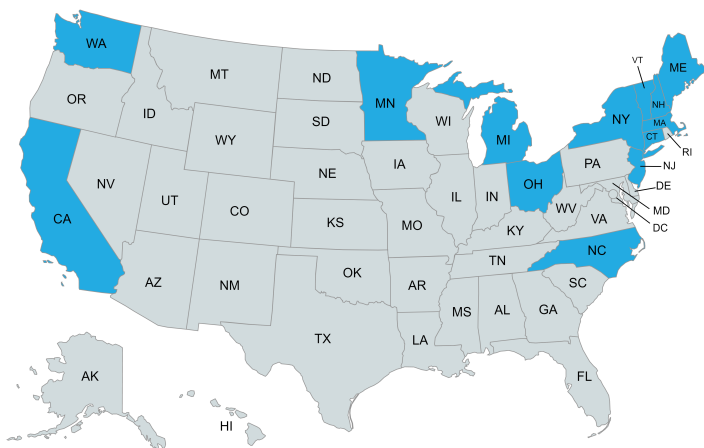 WA
MT
ND
MN
ME
VT
NH
OR
ID
SD
WI
MI
NY
MA
CT
RI
WY
IA
PA
NJ
NV
NE
IL
IN
OH
DE
UT
CO
KS
MO
KY
WV
VA
MD
DC
CA
AZ
NM
OK
AR
TN
NC
SC
TX
LA
MS
AL
GA
FL
AK
HI